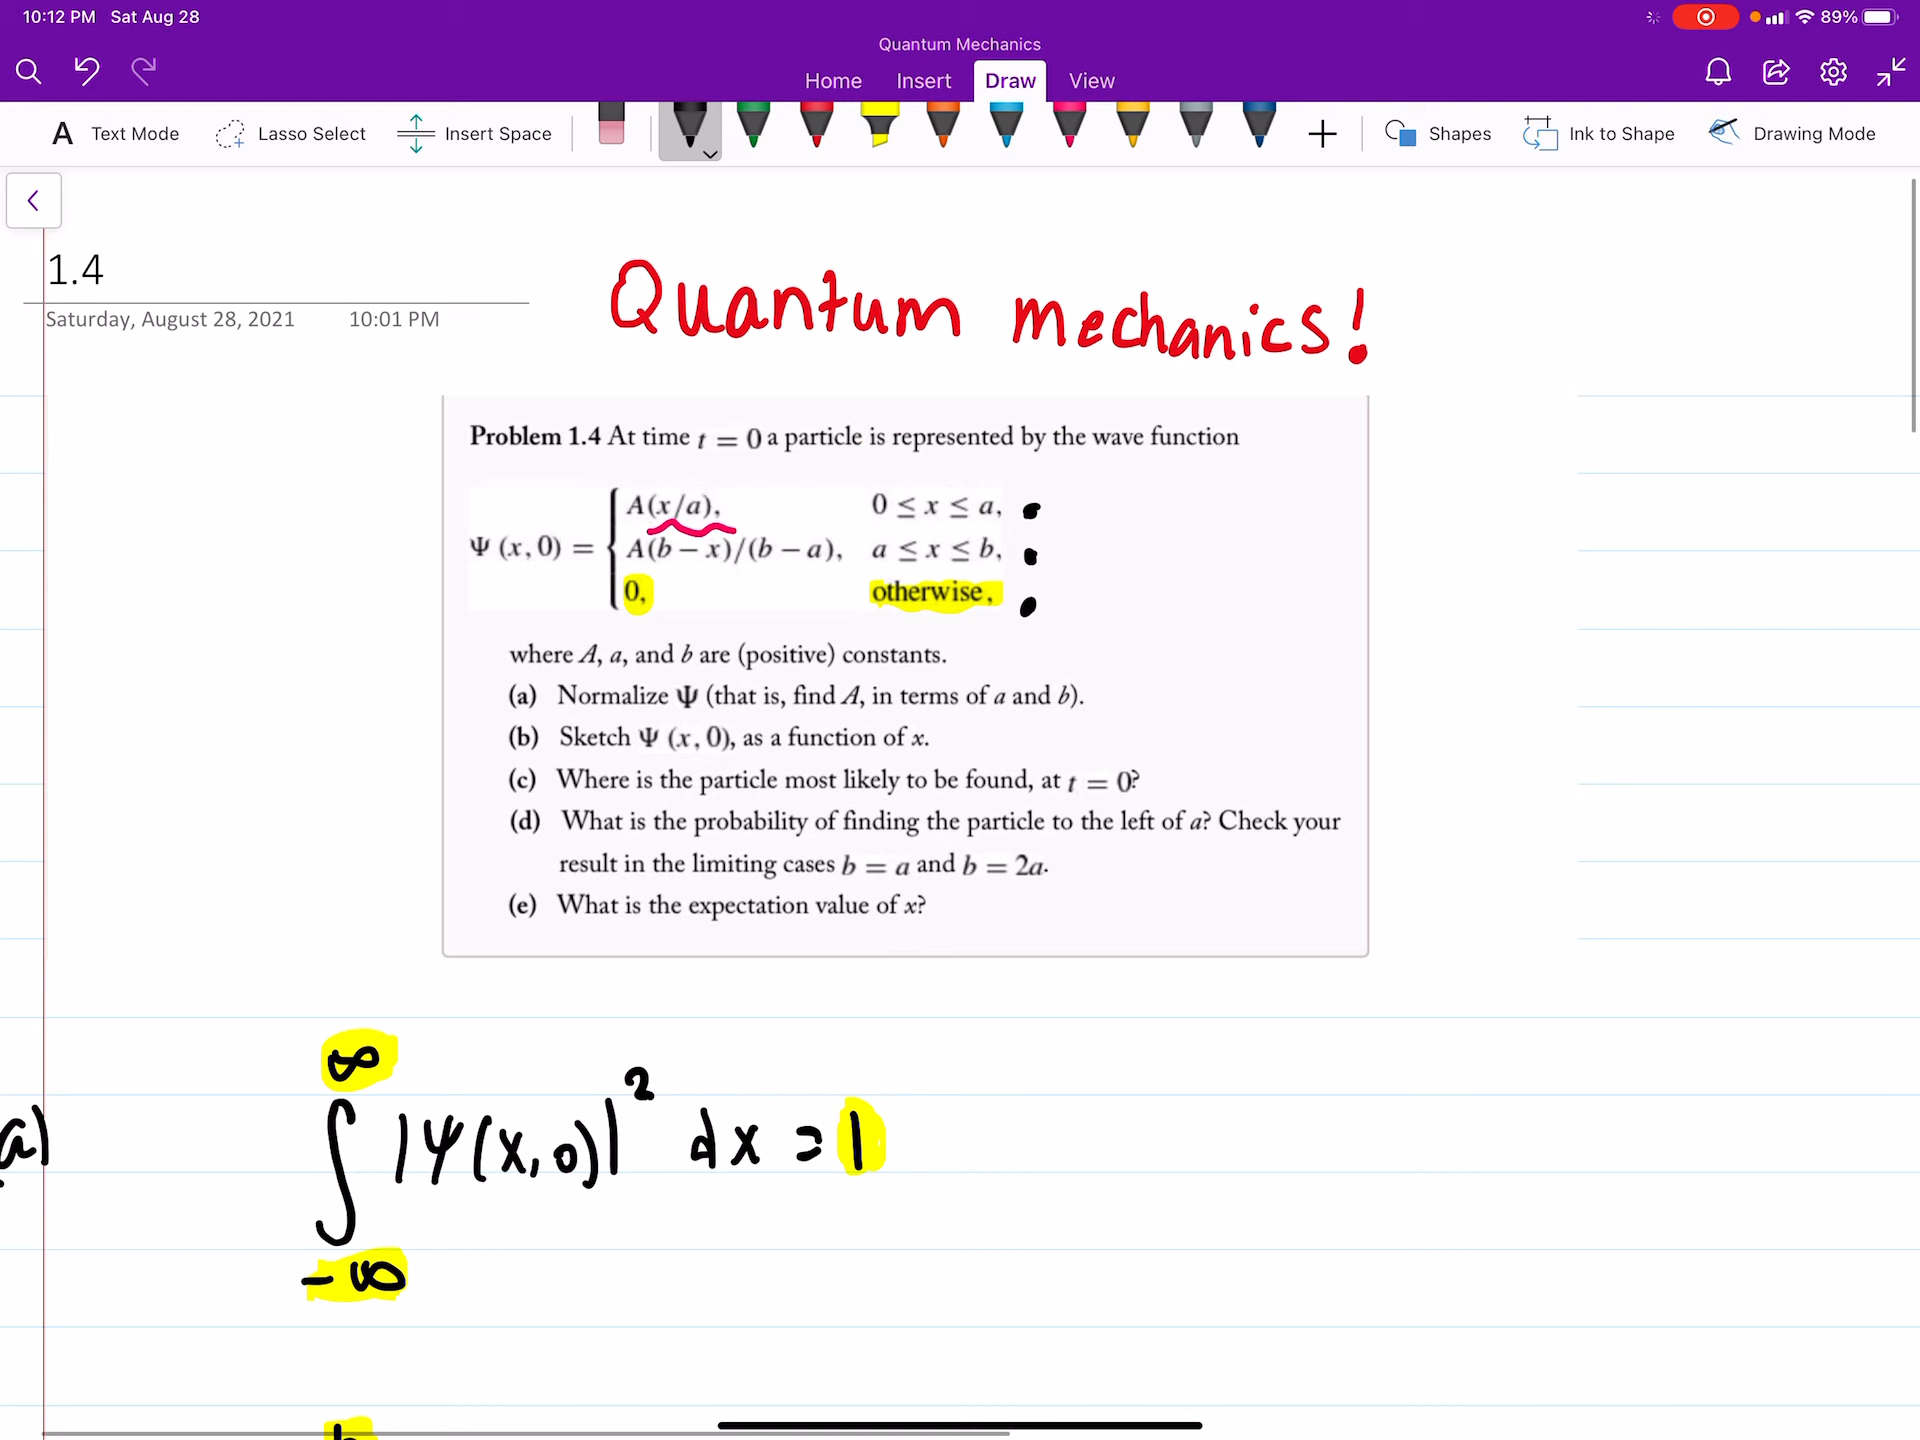 10:12 PM Sat Aug 28 89%
Quantum Mechanics
Home Insert Draw View
A Text Mode Lasso Select Insert Space Shapes Ink to Shape Drawing Mode
1.4
Saturday, August 28, 2021 10:01 PM
Quantum mechanics!
Problem 1.4 At time t = 0 a particle is represented by the wave function
Ψ (x, 0) = { A(x/a), 0 ≤ x ≤ a,
A(b − x)/(b − a), a ≤ x ≤ b,
0, otherwise,
where A, a, and b are (positive) constants.
(a) Normalize Ψ (that is, find A, in terms of a and b).
(b) Sketch Ψ (x, 0), as a function of x.
(c) Where is the particle most likely to be found, at t = 0?
(d) What is the probability of finding the particle to the left of a? Check your
result in the limiting cases b = a and b = 2a.
(e) What is the expectation value of x?
a) ∫_{-∞}^{∞} |Ψ(x,0)|² dx = 1